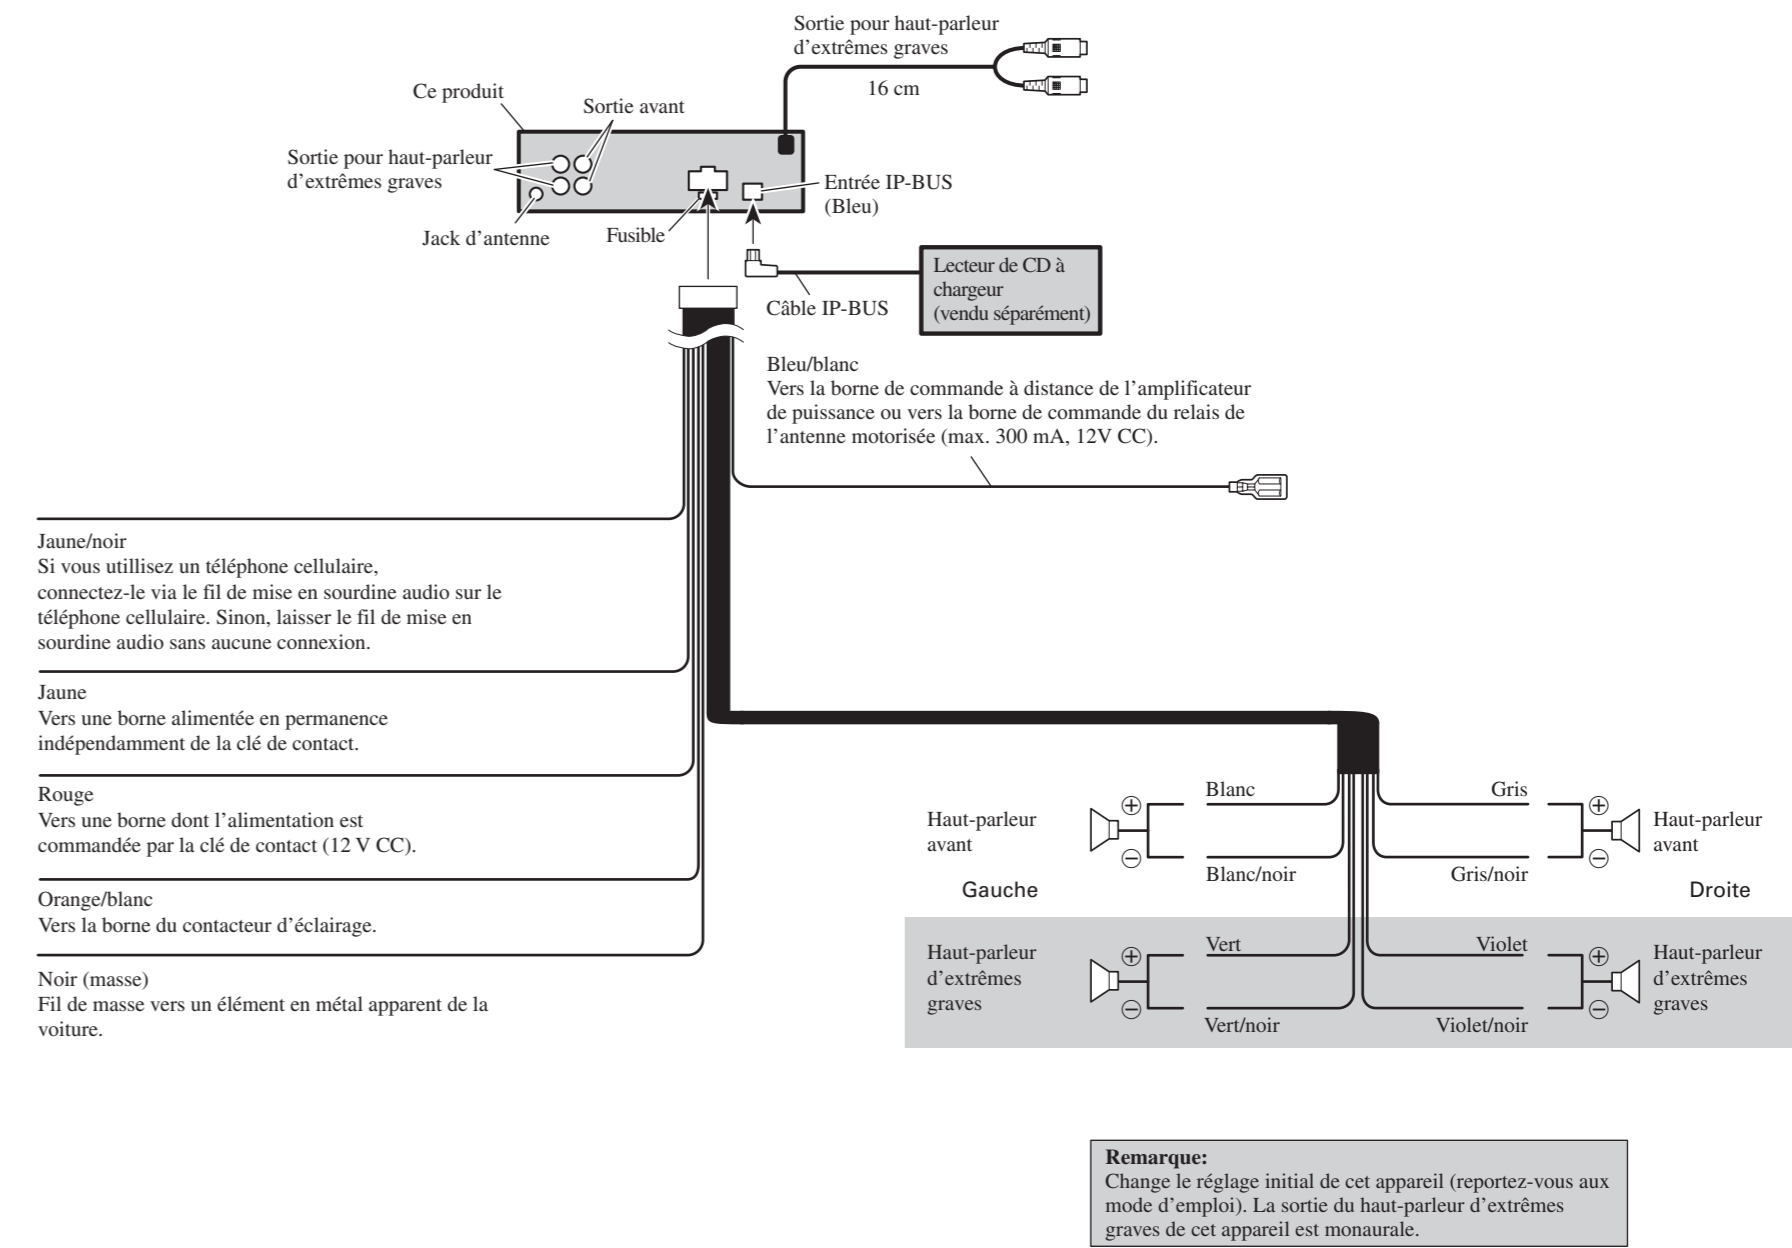 Sortie pour haut-parleur
d’extrêmes graves
16 cm
Ce produit
Sortie avant
Sortie pour haut-parleur
d’extrêmes graves
Entrée IP-BUS
(Bleu)
Jack d’antenne
Fusible
Lecteur de CD à
chargeur
(vendu séparément)
Câble IP-BUS
Bleu/blanc
Vers la borne de commande à distance de l’amplificateur
de puissance ou vers la borne de commande du relais de
l’antenne motorisée (max. 300 mA, 12V CC).
Jaune/noir
Si vous utillisez un téléphone cellulaire,
connectez-le via le fil de mise en sourdine audio sur le
téléphone cellulaire. Sinon, laisser le fil de mise en
sourdine audio sans aucune connexion.
Jaune
Vers une borne alimentée en permanence
indépendamment de la clé de contact.
Rouge
Vers une borne dont l’alimentation est
commandée par la clé de contact (12 V CC).
Orange/blanc
Vers la borne du contacteur d’éclairage.
Noir (masse)
Fil de masse vers un élément en métal apparent de la
voiture.
Haut-parleur
avant
+
−
Blanc
Blanc/noir
Gris
Gris/noir
+
−
Haut-parleur
avant
Gauche
Droite
Haut-parleur
d’extrêmes
graves
+
−
Vert
Vert/noir
Violet
Violet/noir
+
−
Haut-parleur
d’extrêmes
graves
Remarque:
Change le réglage initial de cet appareil (reportez-vous aux
mode d’emploi). La sortie du haut-parleur d’extrêmes
graves de cet appareil est monaurale.